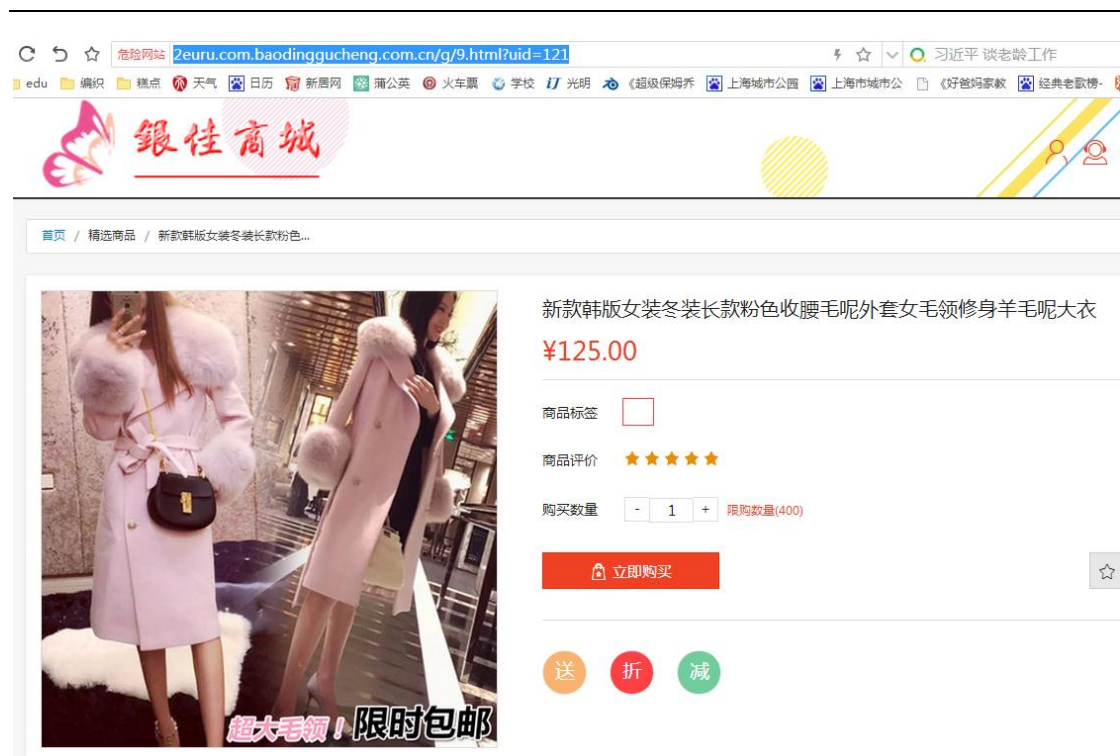 危险网站 2euru.com.baodinggucheng.com.cn/g/9.html?uid=121 习近平 谈老龄工作
edu 编织 糕点 天气 日历 新居网 蒲公英 火车票 学校 光明 《超级保姆乔 上海城市公园 上海市城市公 《好爸妈家教 经典老歌榜-
銀佳商城
首页 / 精选商品 / 新款韩版女装冬装长款粉色...
新款韩版女装冬装长款粉色收腰毛呢外套女毛领修身羊毛呢大衣
¥125.00
商品标签
商品评价
购买数量 - 1 + 限购数量(400)
立即购买
送 折 减
超大毛领！限时包邮